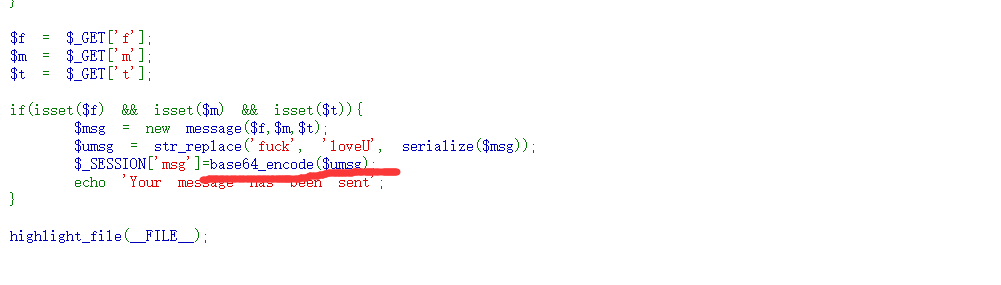 }
$f = $_GET['f'];
$m = $_GET['m'];
$t = $_GET['t'];
if(isset($f) && isset($m) && isset($t)){
$msg = new message($f,$m,$t);
$umsg = str_replace('fuck', 'loveU', serialize($msg));
$_SESSION['msg']=base64_encode($umsg);
echo 'Your message has been sent';
}
highlight_file(__FILE__);